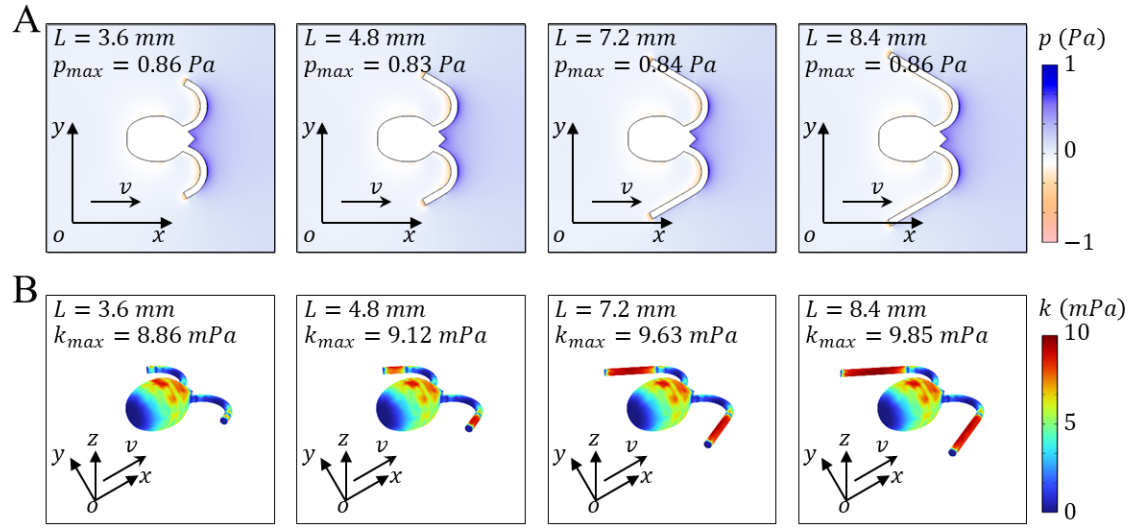 A
L = 3.6 mm
p_max = 0.86 Pa
y
v
o
x
L = 4.8 mm
p_max = 0.83 Pa
y
v
o
x
L = 7.2 mm
p_max = 0.84 Pa
y
v
o
x
L = 8.4 mm
p_max = 0.86 Pa
y
v
o
x
p (Pa)
1
0
−1
B
L = 3.6 mm
k_max = 8.86 mPa
y
z
v
x
o
L = 4.8 mm
k_max = 9.12 mPa
y
z
v
x
o
L = 7.2 mm
k_max = 9.63 mPa
y
z
v
x
o
L = 8.4 mm
k_max = 9.85 mPa
y
z
v
x
o
k (mPa)
10
5
0